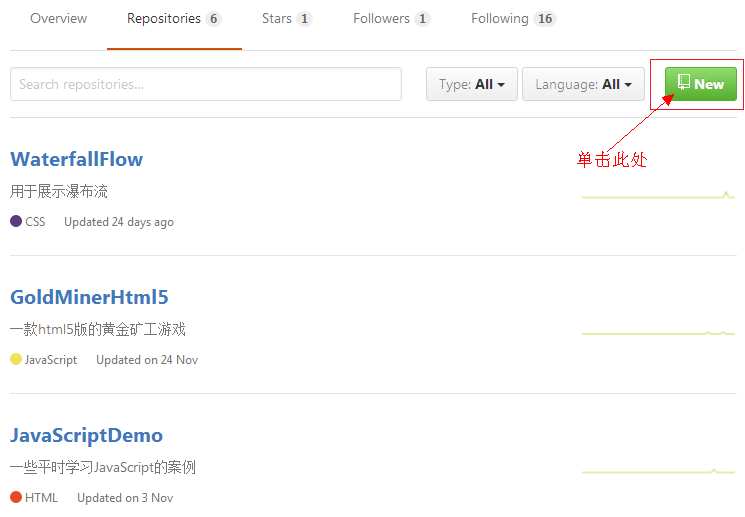 Overview Repositories 6 Stars 1 Followers 1 Following 16
Search repositories... Type: All Language: All New
单击此处
WaterfallFlow
用于展示瀑布流
CSS Updated 24 days ago
GoldMinerHtml5
一款html5版的黄金矿工游戏
JavaScript Updated on 24 Nov
JavaScriptDemo
一些平时学习JavaScript的案例
HTML Updated on 3 Nov